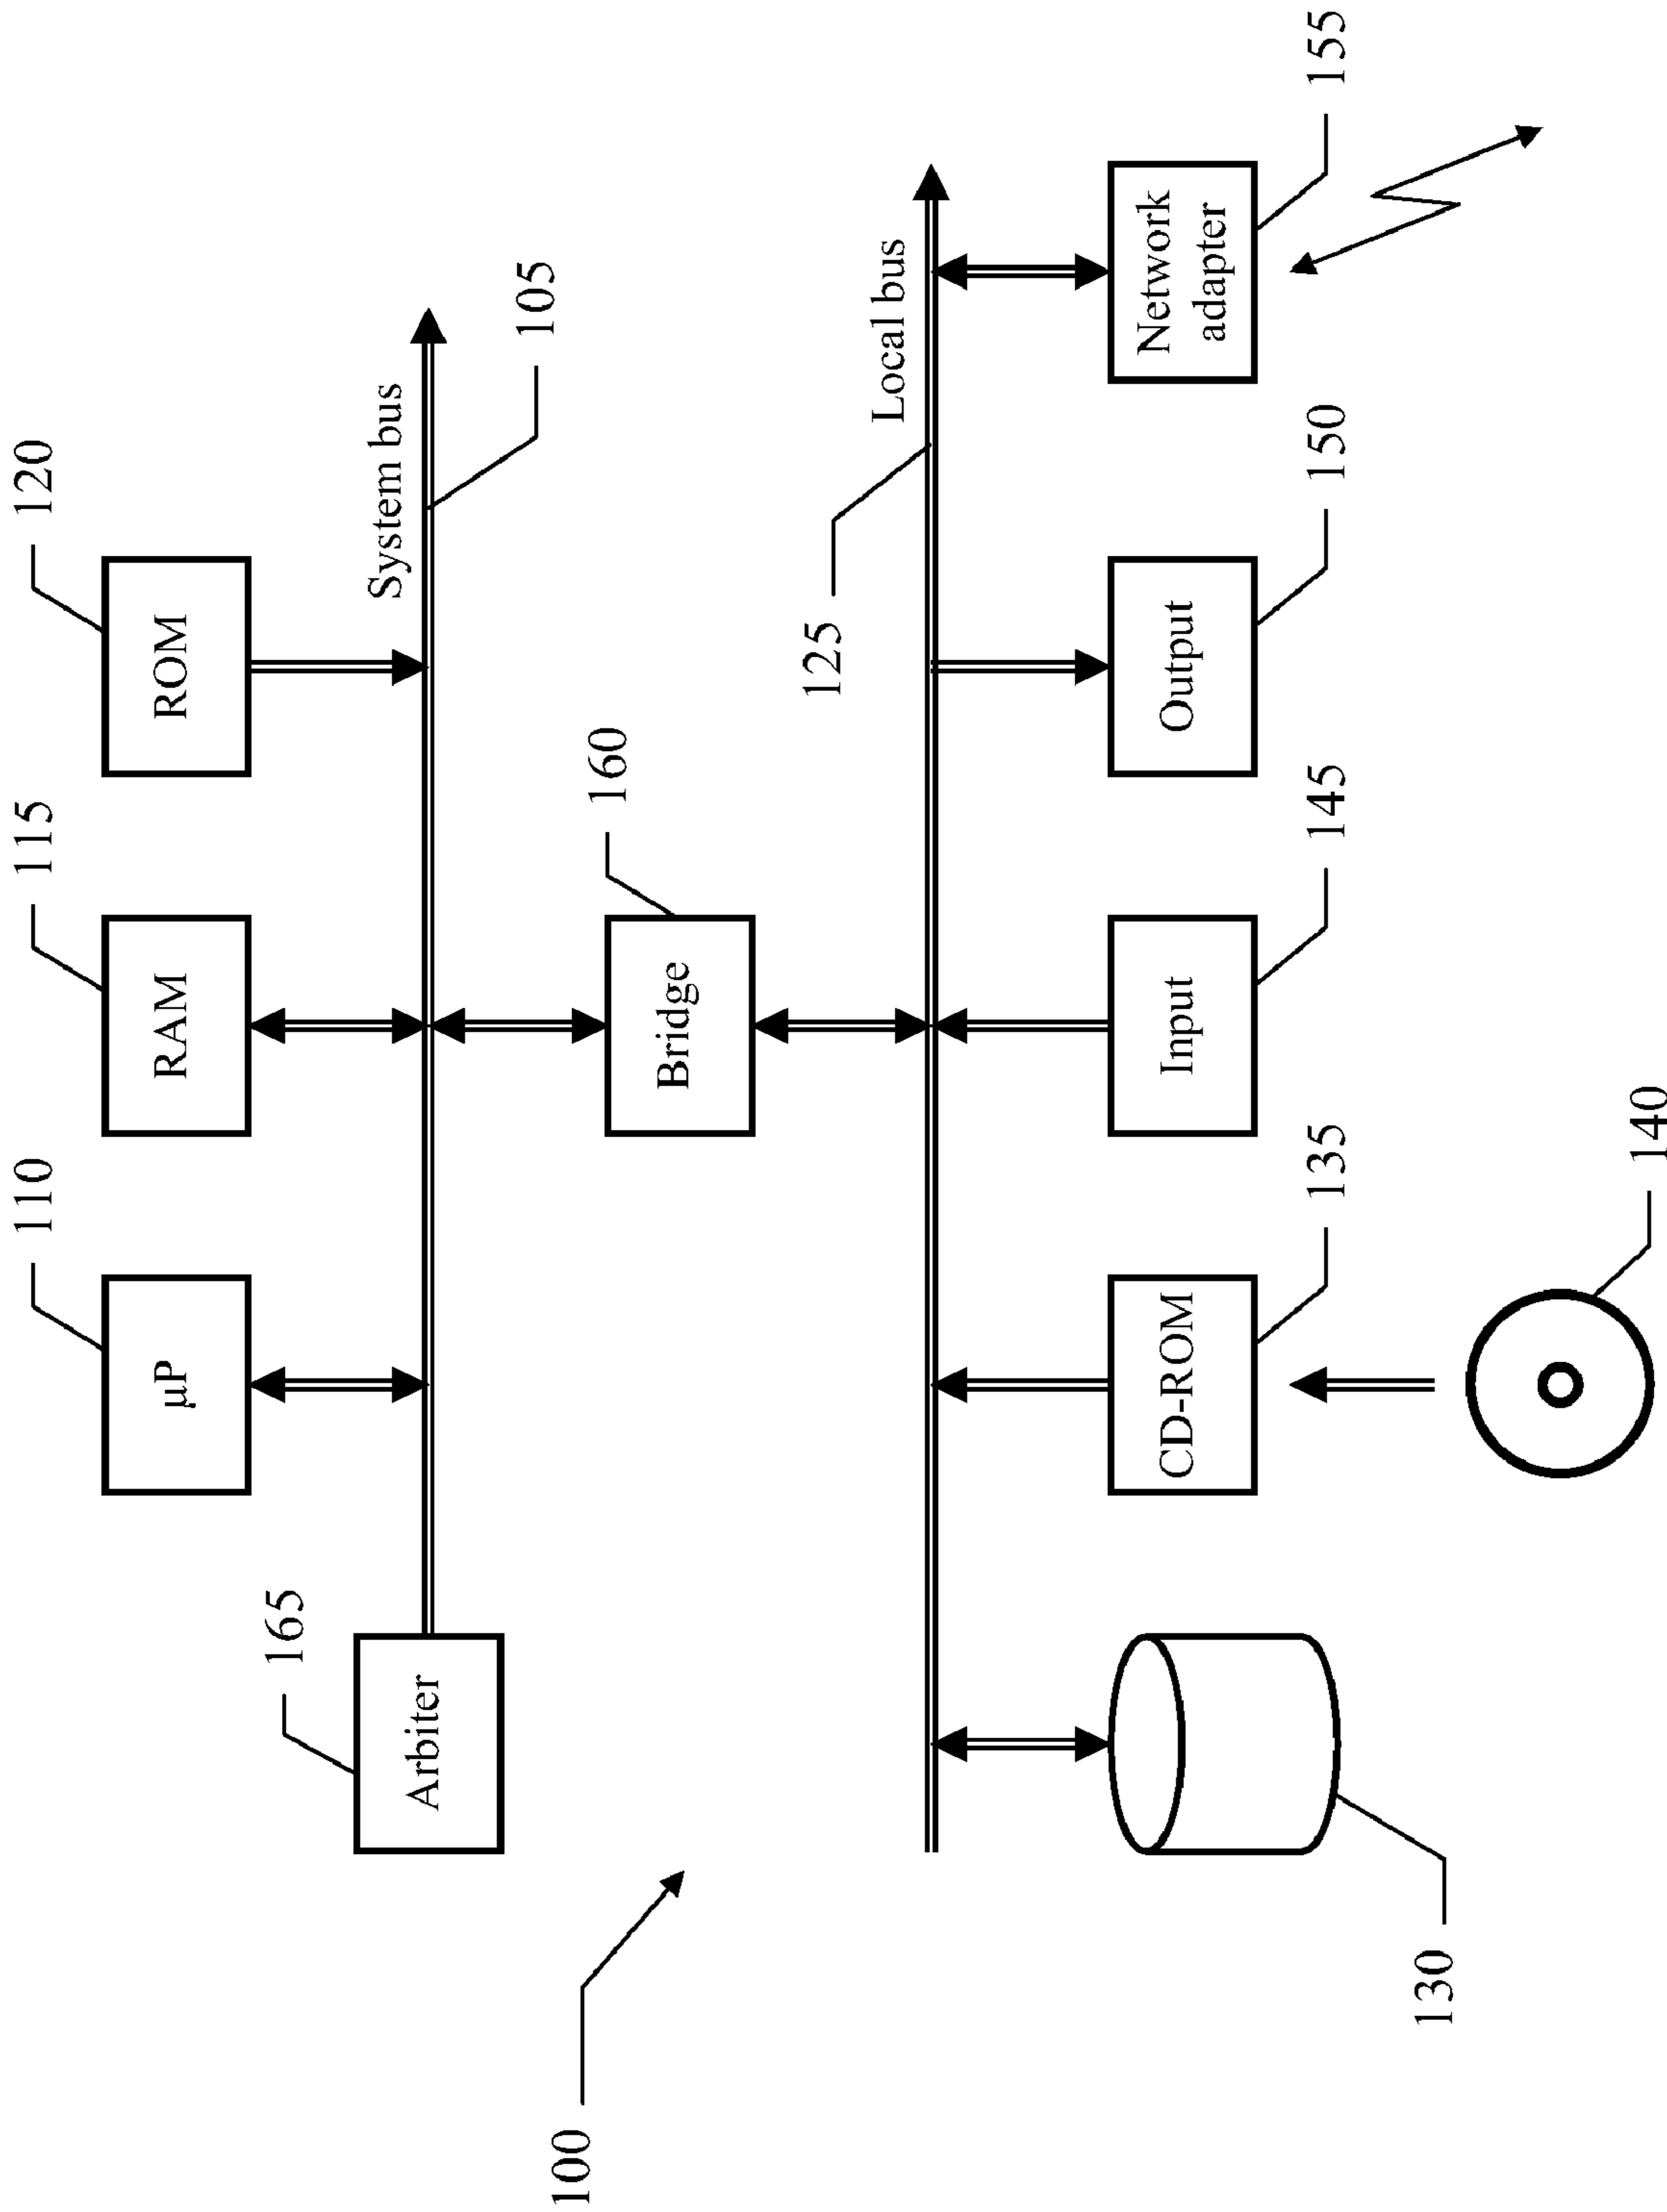 110
115
120
μP
RAM
ROM
165
Arbiter
System bus
105
100
Bridge
160
125
Local bus
CD-ROM
Input
Output
Network
adapter
130
135
145
150
155
140